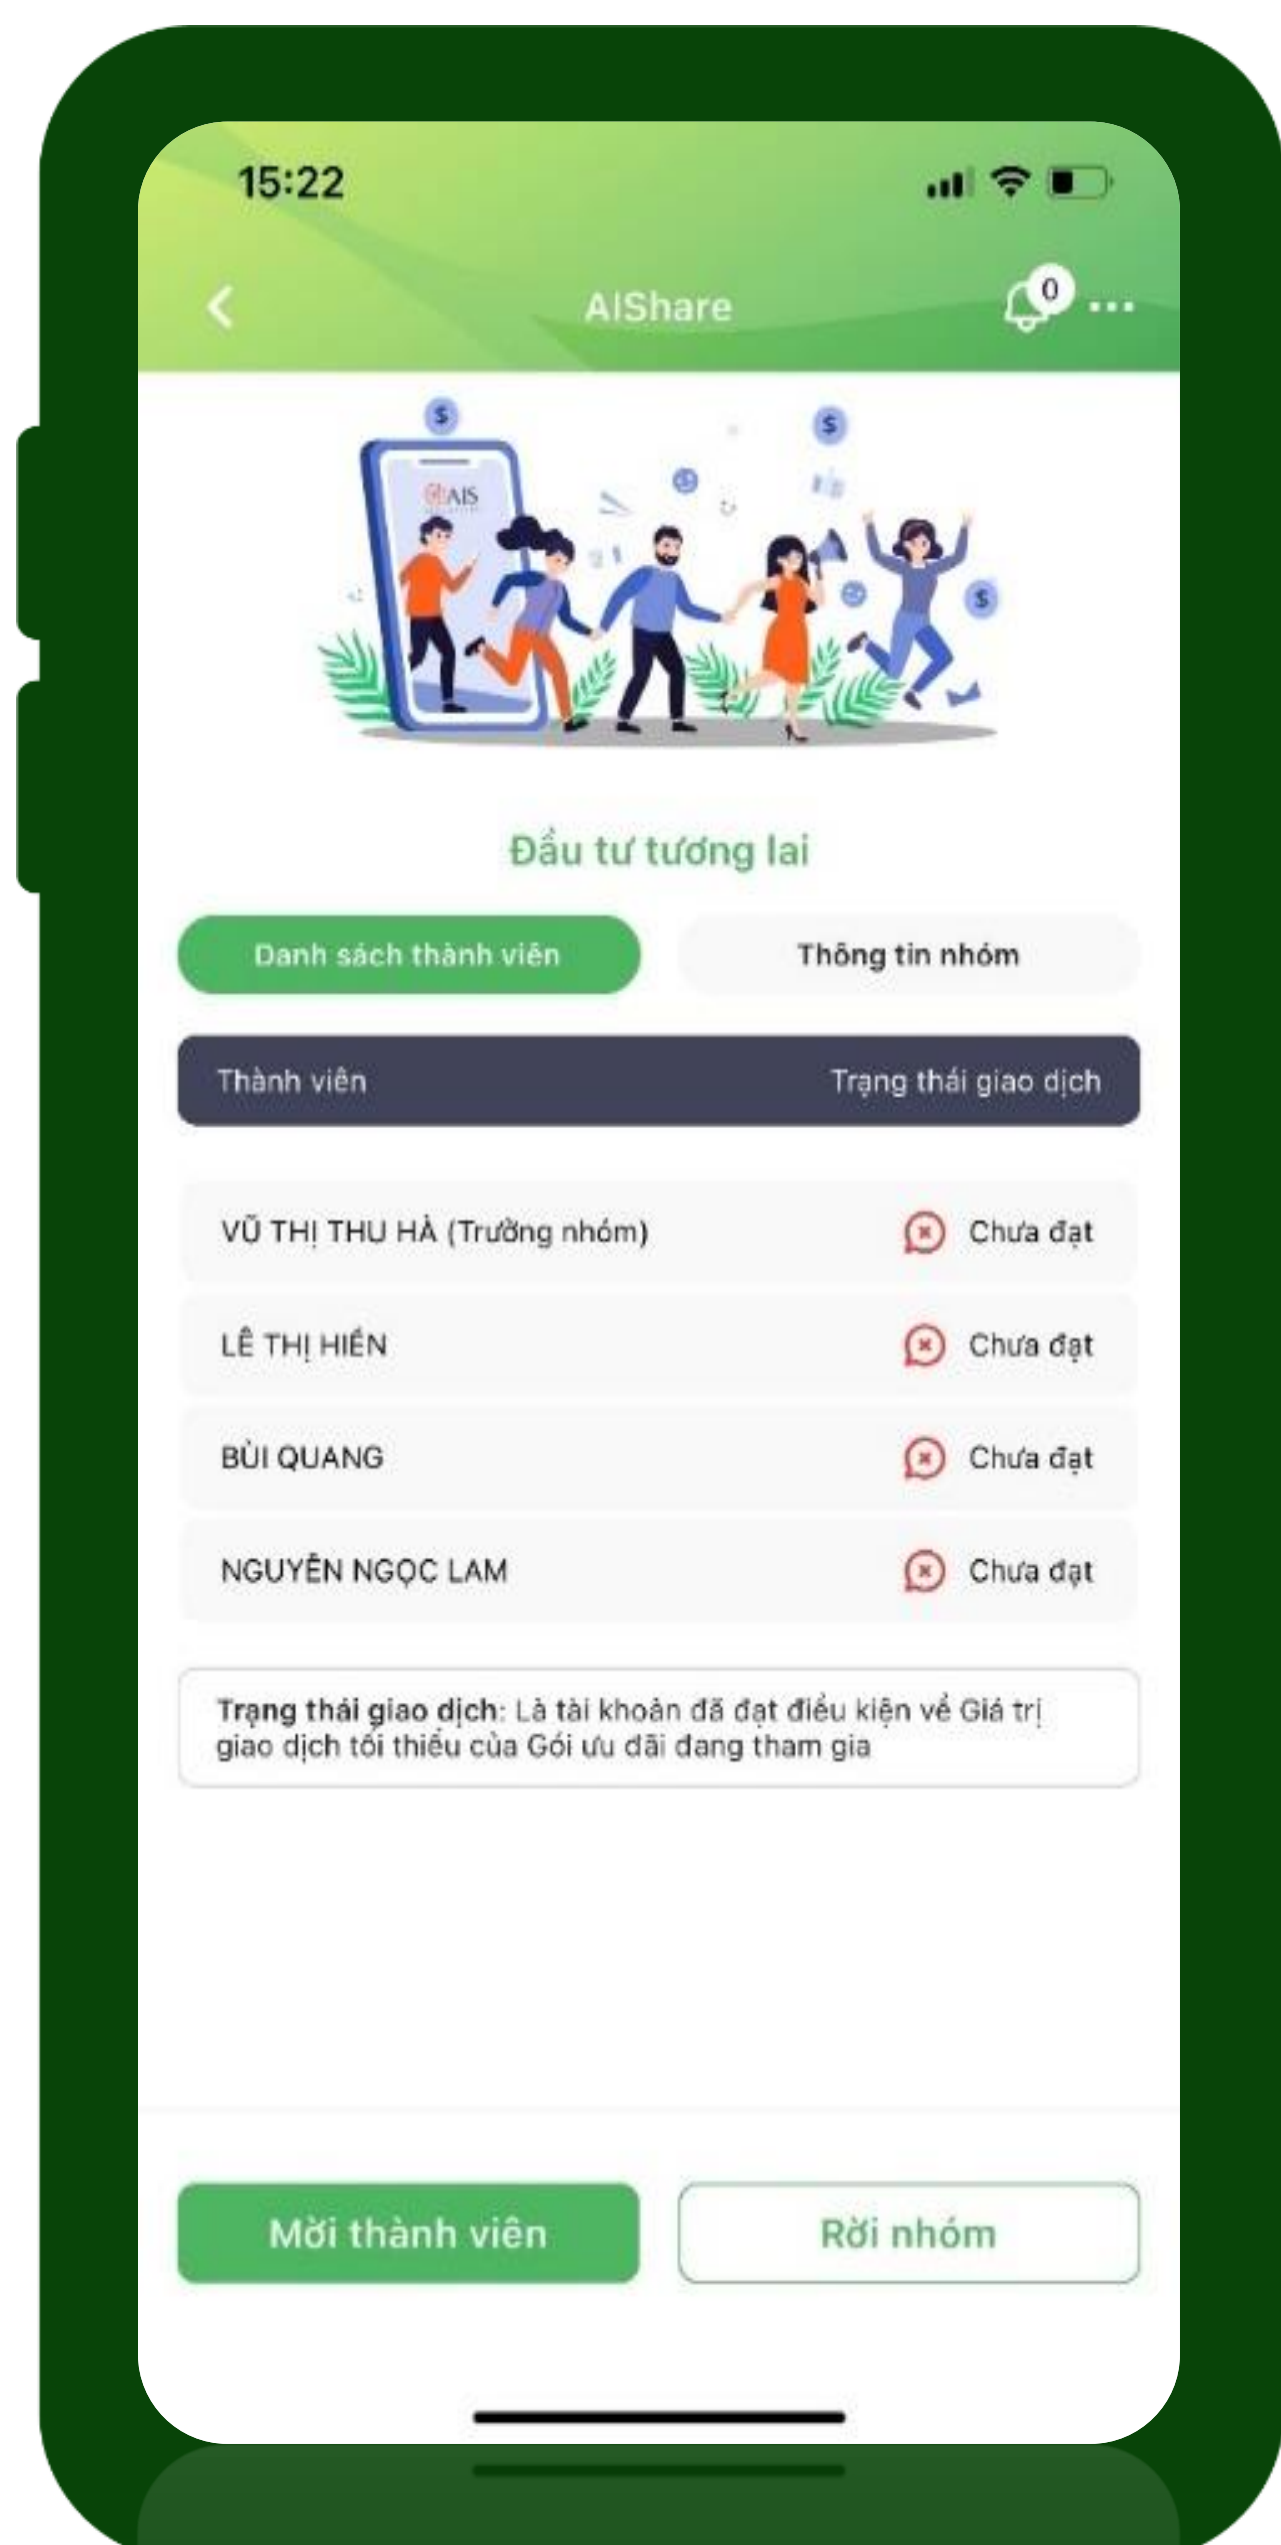 15:22
AIShare
0
$
$
AIS
$
Đầu tư tương lai
Danh sách thành viên
Thông tin nhóm
Thành viên
Trạng thái giao dịch
VŨ THỊ THU HÀ (Trưởng nhóm)
Chưa đạt
LÊ THỊ HIỀN
Chưa đạt
BÙI QUANG
Chưa đạt
NGUYỄN NGỌC LAM
Chưa đạt
Trạng thái giao dịch: Là tài khoản đã đạt điều kiện về Giá trị
giao dịch tối thiểu của Gói ưu đãi đang tham gia
Mời thành viên
Rời nhóm